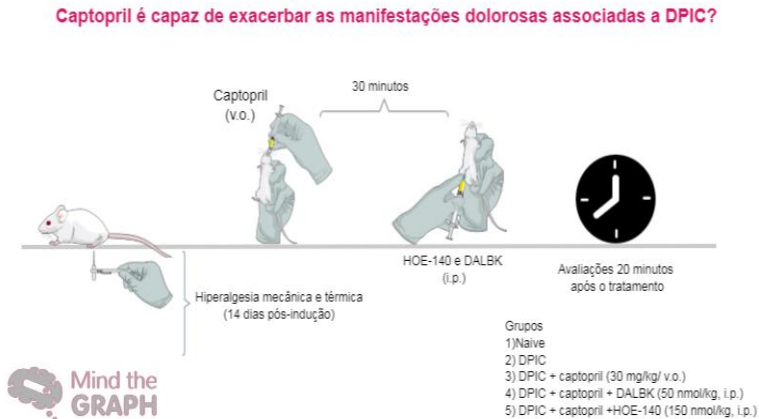 Captopril é capaz de exacerbar as manifestações dolorosas associadas a DPIC?
Captopril
(v.o.)
30 minutos
HOE-140 e DALBK
(i.p.)
Avaliações 20 minutos
após o tratamento
Hiperalgesia mecânica e térmica
(14 dias pós-indução)
Grupos
1)Naive
2) DPIC
3) DPIC + captopril (30 mg/kg/ v.o.)
4) DPIC + captopril + DALBK (50 nmol/kg, i.p.)
5) DPIC + captopril +HOE-140 (150 nmol/kg, i.p.)
Mind the
GRAPH